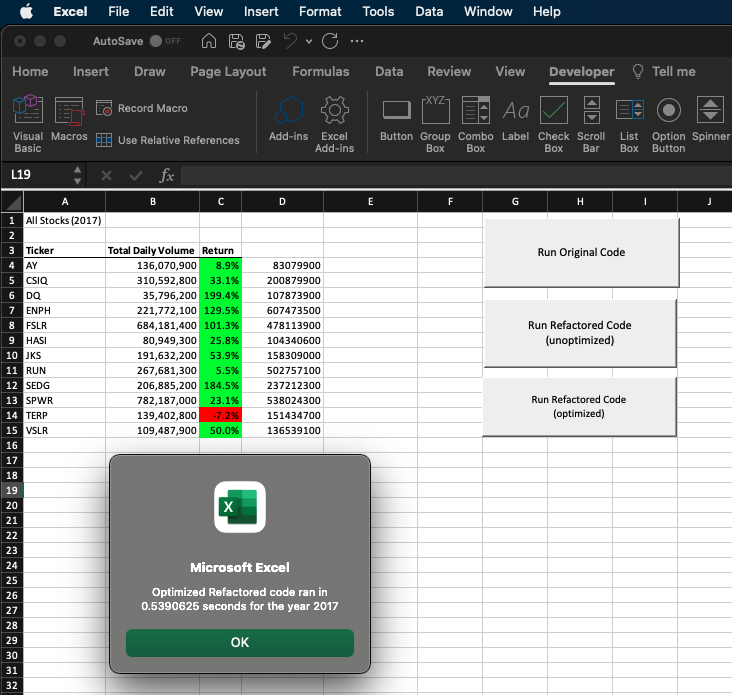 Excel File Edit View Insert Format Tools Data Window Help
AutoSave OFF
Home Insert Draw Page Layout Formulas Data Review View Developer Tell me
Visual Basic
Macros
Record Macro
Use Relative References
Add-ins
Excel Add-ins
Button
Group Box
Combo Box
Label
Check Box
Scroll Bar
List Box
Option Button
Spinner
XYZ
Aa
L19 fx
A B C D E F G H I J
1 All Stocks (2017)
2
3 Ticker Total Daily Volume Return
4 AY 136,070,900 8.9% 83079900
5 CSIQ 310,592,800 33.1% 200879900
6 DQ 35,796,200 199.4% 107873900
7 ENPH 221,772,100 129.5% 607473500
8 FSLR 684,181,400 101.3% 478113900
9 HASI 80,949,300 25.8% 104340600
10 JKS 191,632,200 53.9% 158309000
11 RUN 267,681,300 5.5% 502757100
12 SEDG 206,885,200 184.5% 237212300
13 SPWR 782,187,000 23.1% 538024300
14 TERP 139,402,800 -7.2% 151434700
15 VSLR 109,487,900 50.0% 136539100
16
17
18
19
20
21
22
23
24
25
26
27
28
29
30
31
32
Run Original Code
Run Refactored Code
(unoptimized)
Run Refactored Code
(optimized)
X
Microsoft Excel
Optimized Refactored code ran in
0.5390625 seconds for the year 2017
OK